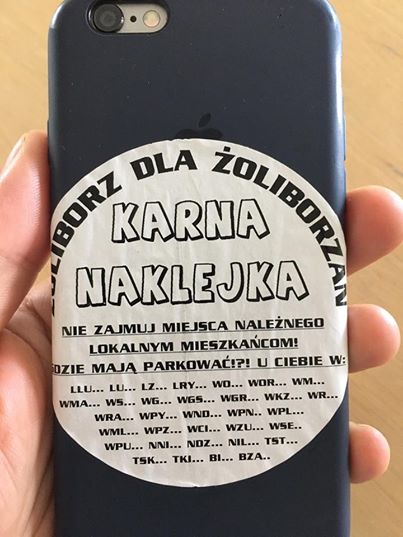 ŻOLIBORZ DLA ŻOLIBORZAN
KARNA
NAKLEJKA
NIE ZAJMUJ MIEJSCA NALEŻNEGO
LOKALNYM MIESZKAŃCOM!
GDZIE MAJĄ PARKOWAĆ!?! U CIEBIE W:
LLU... LU... LZ... LRY... WO... WOR... WM...
WMA... WS... WG... WGS... WGR... WKZ... WR...
WRA... WPY... WND... WPN.. WPL...
WML... WPZ... WCI... WZU... WSE..
WPU... NNI... NDZ... NIL... TST...
TSK... TKI... BI... BZA..